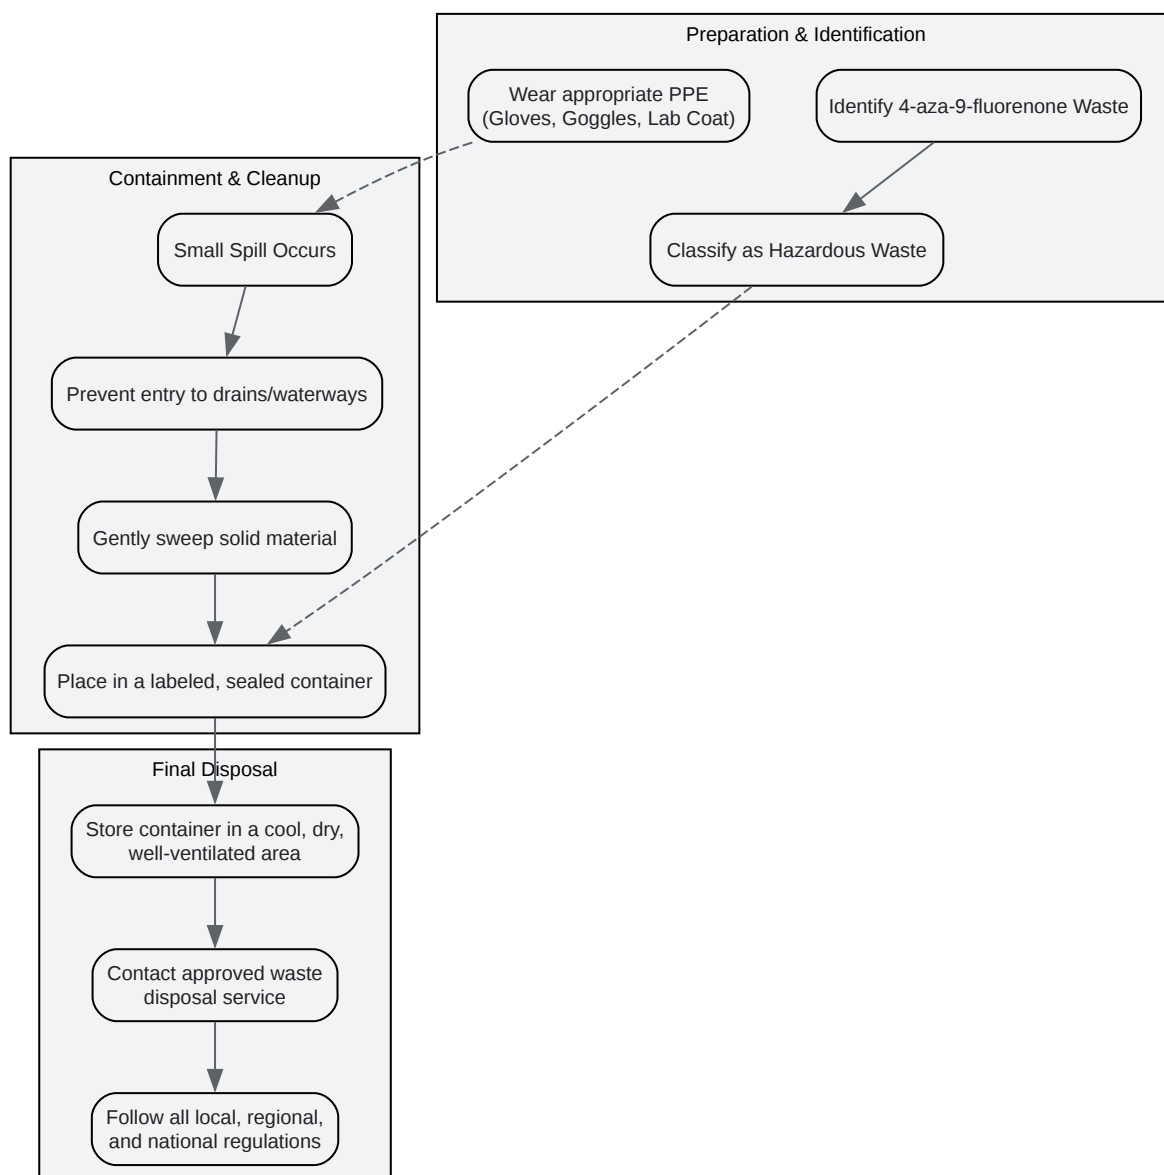 Preparation & Identification
Wear appropriate PPE
(Gloves, Goggles, Lab Coat)
Identify 4-aza-9-fluorenone Waste
Classify as Hazardous Waste
Containment & Cleanup
Small Spill Occurs
Prevent entry to drains/waterways
Gently sweep solid material
Place in a labeled, sealed container
Final Disposal
Store container in a cool, dry,
well-ventilated area
Contact approved waste
disposal service
Follow all local, regional,
and national regulations